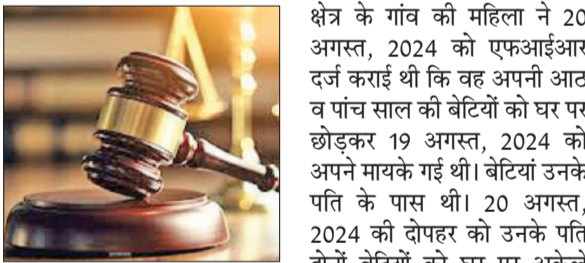 क्षेत्र के गांव की महिला ने 20
अगस्त, 2024 को एफआईआर
दर्ज कराई थी कि वह अपनी आठ
व पांच साल की बेटियों को घर पर
छोड़कर 19 अगस्त, 2024 को
अपने मायके गई थी। बेटियां उनके
पति के पास थी। 20 अगस्त,
2024 की दोपहर को उनके पति